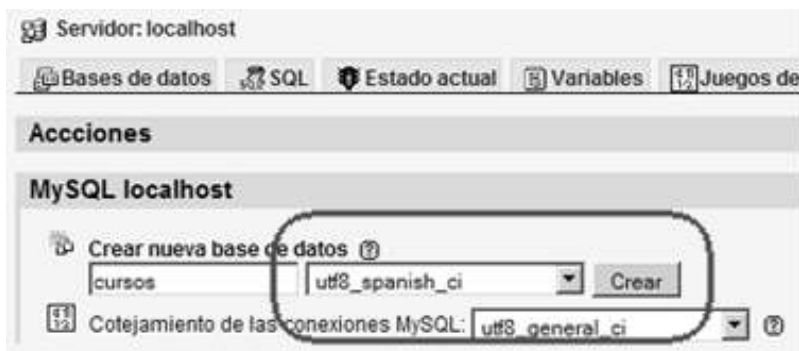 Servidor: localhost
Bases de datos SQL Estado actual Variables Juegos de
Accciones
MySQL localhost
Crear nueva base de datos
cursos utf8_spanish_ci Crear
Cotejamiento de las conexiones MySQL: utf8_general_ci